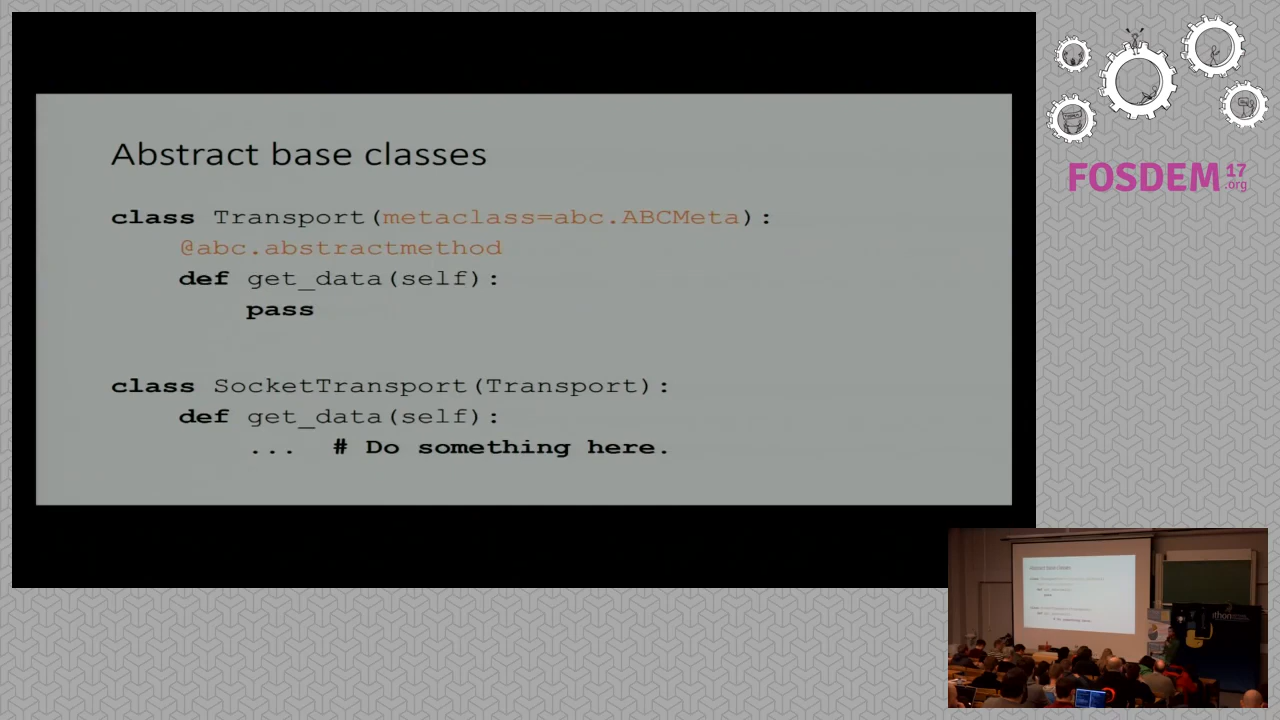 Abstract base classes
class Transport(metaclass=abc.ABCMeta):
@abc.abstractmethod
def get_data(self):
pass
class SocketTransport(Transport):
def get_data(self):
... # Do something here.
FOSDEM 17
.org